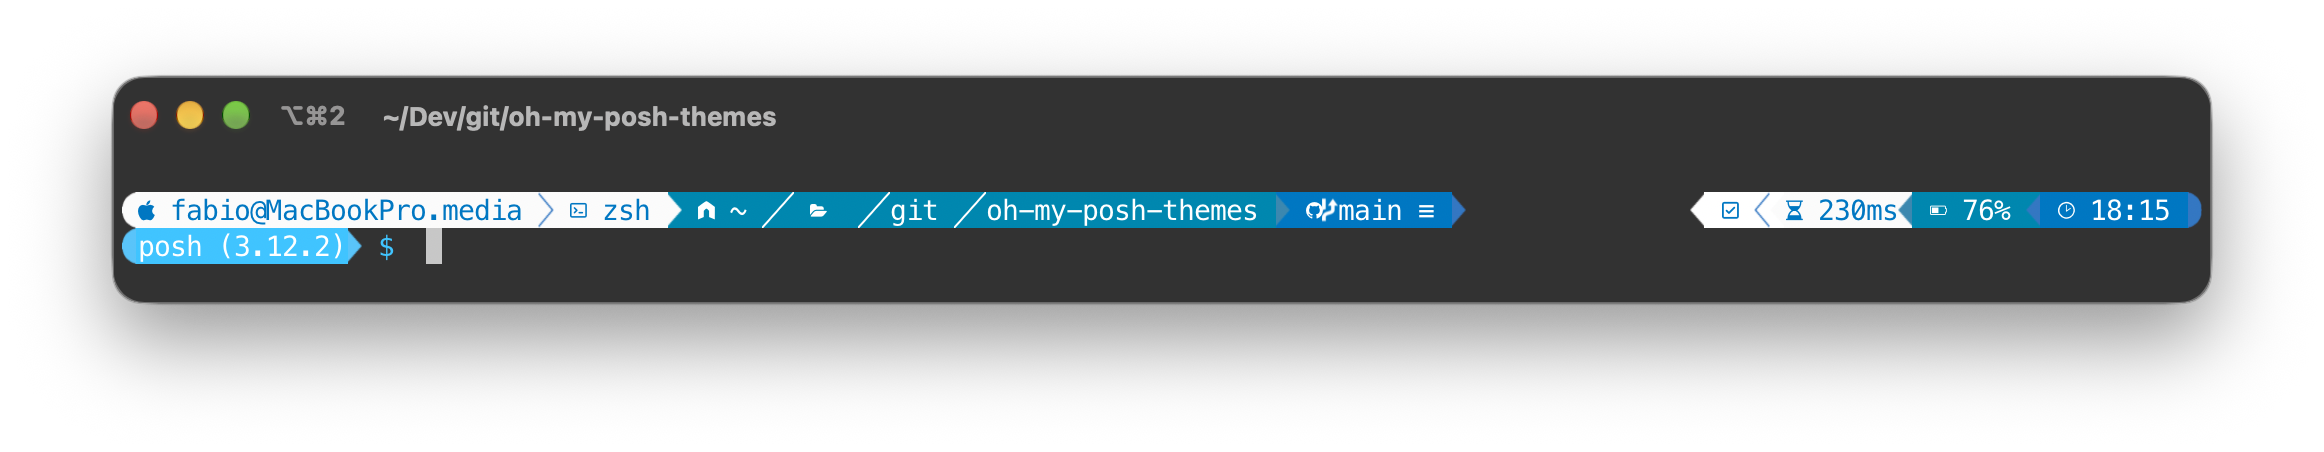 ⌥⌘2 ~/Dev/git/oh-my-posh-themes
fabio@MacBookPro.media zsh ~ git oh-my-posh-themes main ≡ 230ms 76% 18:15
posh (3.12.2) $